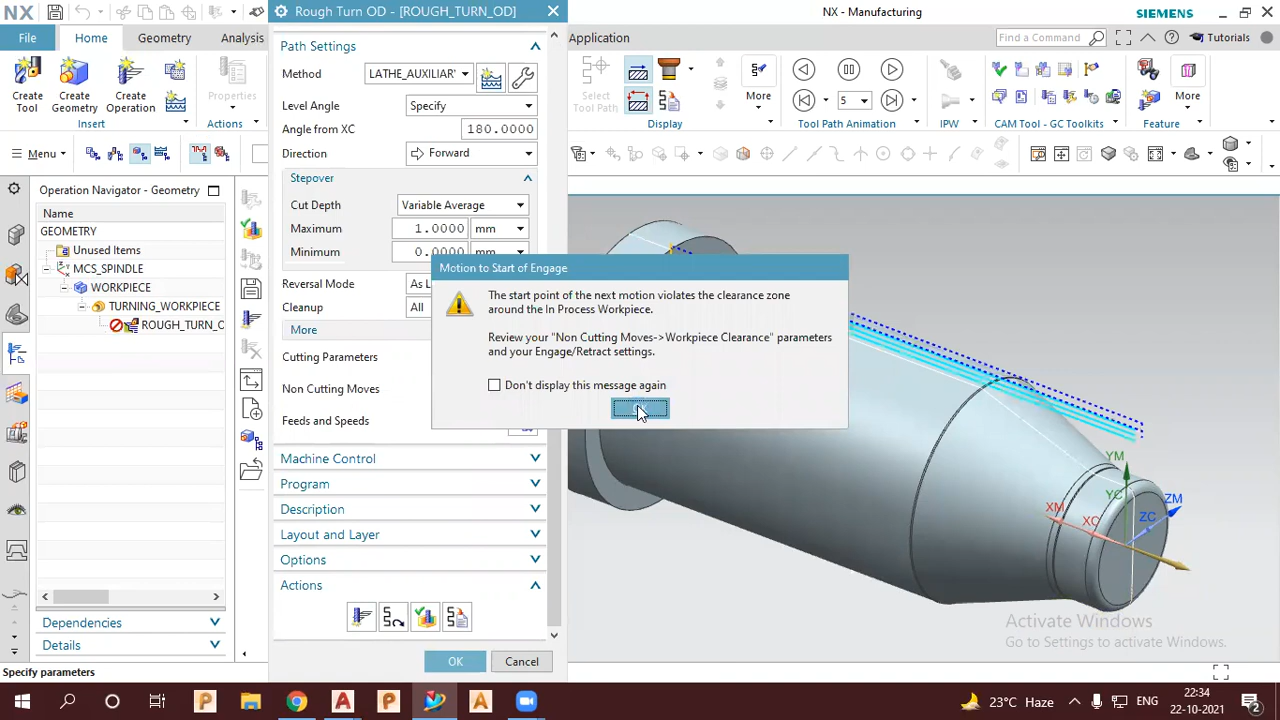 NX
Rough Turn OD - [ROUGH_TURN_OD]
NX - Manufacturing
SIEMENS
File
Home
Geometry
Analysis
Application
Find a Command
Tutorials
Create Tool
Create Geometry
Create Operation
Properties
Insert
Actions
Select Tool Path
More
Display
5
Tool Path Animation
IPW
CAM Tool - GC Toolkits
More
Feature
Menu
Operation Navigator - Geometry
Name
GEOMETRY
Unused Items
MCS_SPINDLE
WORKPIECE
TURNING_WORKPIECE
ROUGH_TURN_O
Dependencies
Details
Path Settings
Method
LATHE_AUXILIARY
Level Angle
Specify
Angle from XC
180.0000
Direction
Forward
Stepover
Cut Depth
Variable Average
Maximum
1.0000 mm
Minimum
0.0000 mm
Reversal Mode
As L
Cleanup
All
More
Cutting Parameters
Non Cutting Moves
Feeds and Speeds
Machine Control
Program
Description
Layout and Layer
Options
Actions
OK
Cancel
Motion to Start of Engage
The start point of the next motion violates the clearance zone
around the In Process Workpiece.
Review your "Non Cutting Moves->Workpiece Clearance" parameters
and your Engage/Retract settings.
Don't display this message again
YM
YC
ZM
ZC
XM
XC
Activate Windows
Go to Settings to activate Windows.
Specify parameters
23°C Haze
ENG
22:34
22-10-2021
2